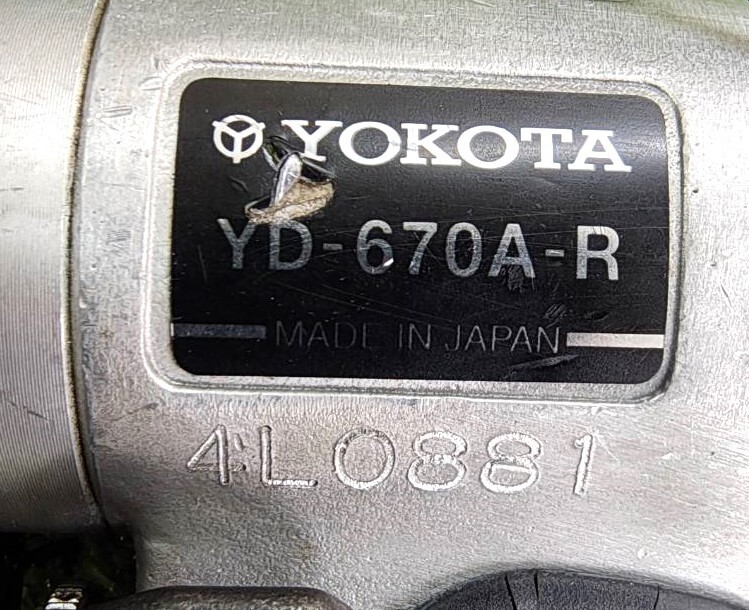 YOKOTA
YD-670A-R
MADE IN JAPAN
4L0881